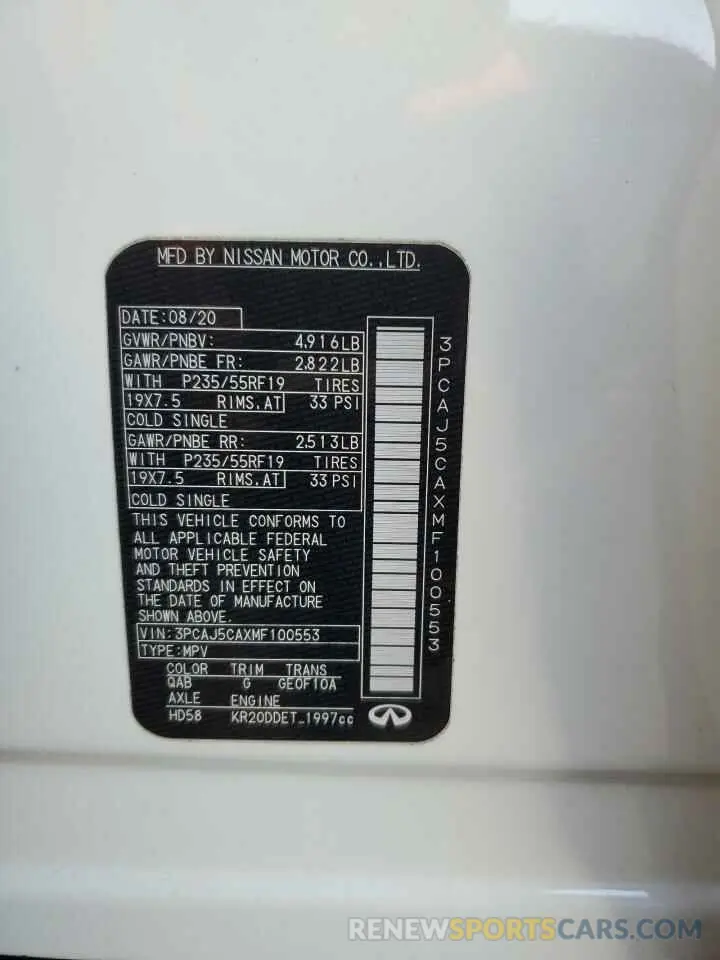 MFD BY NISSAN MOTOR CO.,LTD.
DATE:08/20
GVWR/PNBV: 4,916LB
GAWR/PNBE FR: 2,822LB
WITH P235/55RF19 TIRES
19X7.5 RIMS.AT 33 PSI
COLD SINGLE
GAWR/PNBE RR: 2,513LB
WITH P235/55RF19 TIRES
19X7.5 RIMS.AT 33 PSI
COLD SINGLE
THIS VEHICLE CONFORMS TO
ALL APPLICABLE FEDERAL
MOTOR VEHICLE SAFETY
AND THEFT PREVENTION
STANDARDS IN EFFECT ON
THE DATE OF MANUFACTURE
SHOWN ABOVE.
VIN:3PCAJ5CAXMF100553
TYPE:MPV
COLOR TRIM TRANS
QAB G GE0F10A
AXLE ENGINE
HD58 KR20DDET_1997cc
3PCAJ5CAXMF100553
RENEWSPORTSCARS.COM